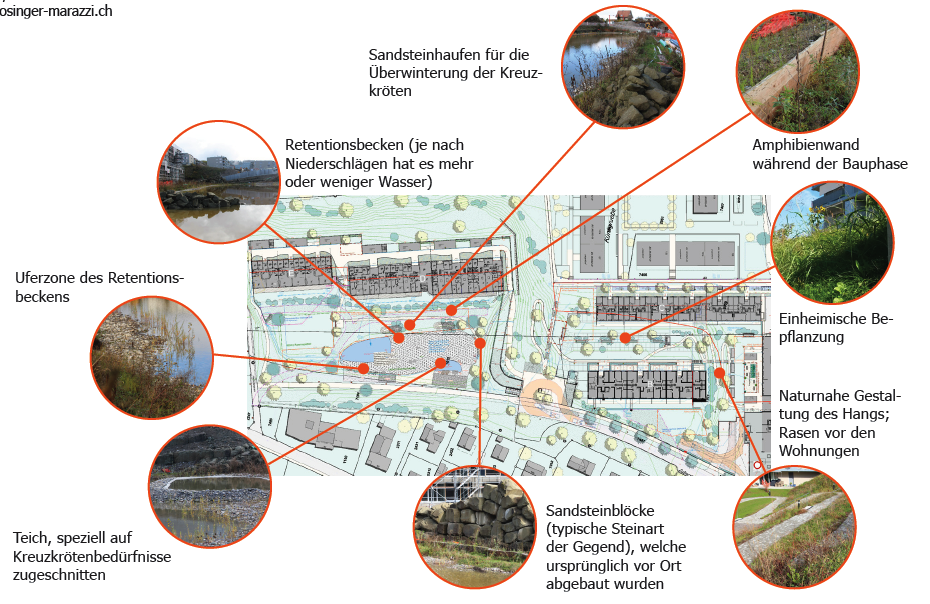 osinger-marazzi.ch
Sandsteinhaufen für die
Überwinterung der Kreuz-
kröten
Amphibienwand
während der Bauphase
Retentionsbecken (je nach
Niederschlägen hat es mehr
oder weniger Wasser)
Uferzone des Retentions-
beckens
Einheimische Be-
pflanzung
Naturnahe Gestal-
tung des Hangs;
Rasen vor den
Wohnungen
Teich, speziell auf
Kreuzkrötenbedürfnisse
zugeschnitten
Sandsteinblöcke
(typische Steinart
der Gegend), welche
ursprünglich vor Ort
abgebaut wurden